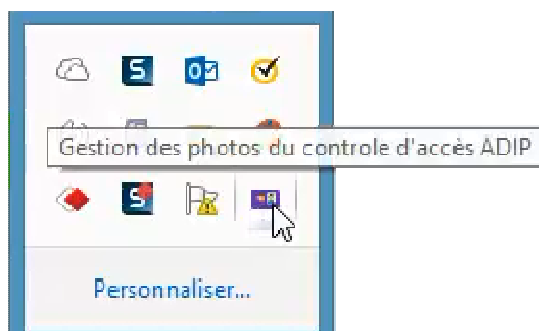 Gestion des photos du controle d'accès ADIP
Personnaliser...